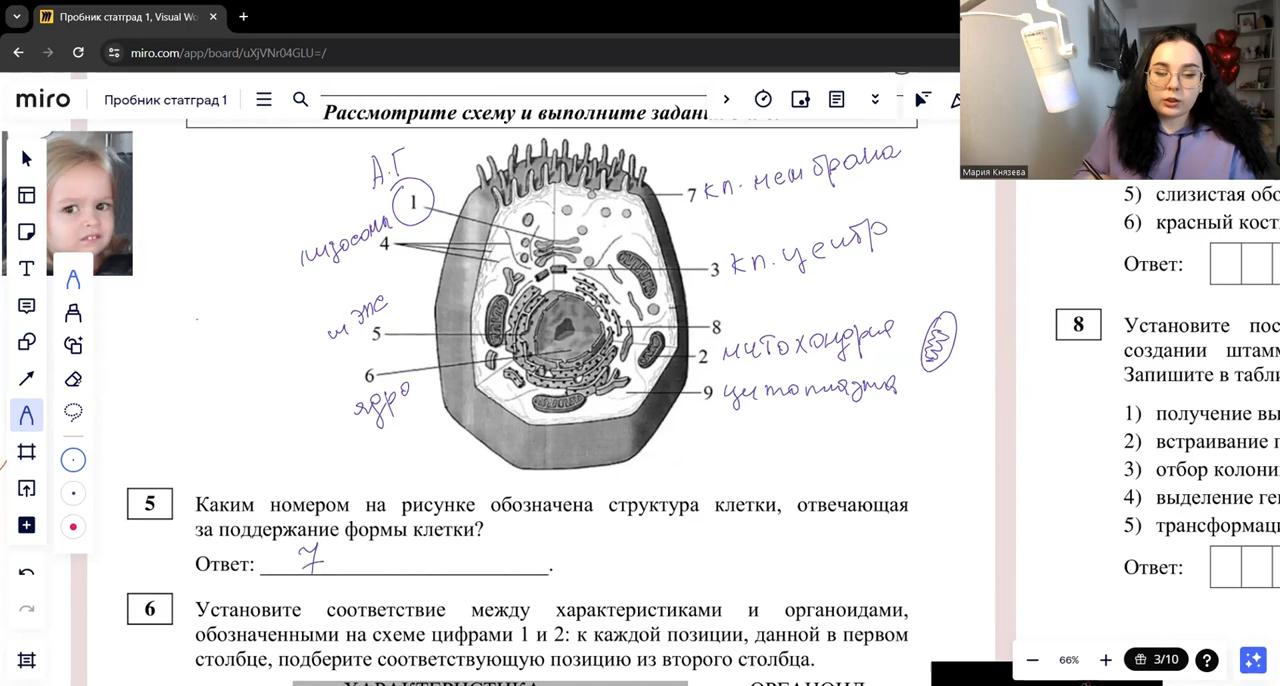 Пробник статград 1, Visual Wo
miro.com/app/board/uXjVNr04GLU=/
miro
Пробник статград 1
Рассмотрите схему и выполните задания
А.Г
1
7 кл. мембрана
лизосомы
4
3 кл. центр
5
8
2 митохондрия
6
ядро
9 цитоплазма
5 Каким номером на рисунке обозначена структура клетки, отвечающая
за поддержание формы клетки?
Ответ: 7.
6 Установите соответствие между характеристиками и органоидами,
обозначенными на схеме цифрами 1 и 2: к каждой позиции, данной в первом
столбце, подберите соответствующую позицию из второго столбца.
ХАРАКТЕРИСТИКА ОРГАНОИД
Мария Князева
5) слизистая обо
6) красный кост
Ответ:
8 Установите пос
создании штамм
Запишите в табли
1) получение вы
2) встраивание г
3) отбор колони
4) выделение ген
5) трансформаци
Ответ:
66%
3/10